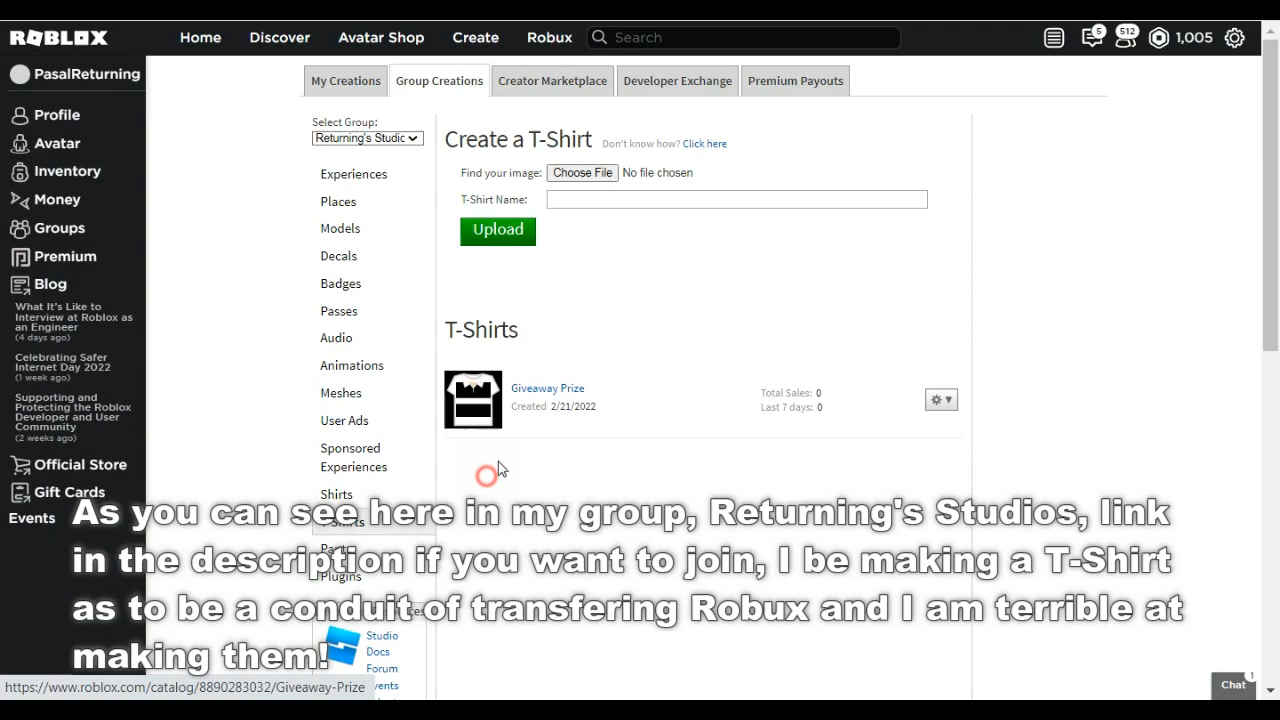 ROBLOX
Home
Discover
Avatar Shop
Create
Robux
Search
5
512
1,005
PasalReturning
Profile
Avatar
Inventory
Money
Groups
Premium
Blog
What It's Like to
Interview at Roblox as
an Engineer
(4 days ago)
Celebrating Safer
Internet Day 2022
(1 week ago)
Supporting and
Protecting the Roblox
Developer and User
Community
(2 weeks ago)
Official Store
Gift Cards
Events
My Creations
Group Creations
Creator Marketplace
Developer Exchange
Premium Payouts
Select Group:
Returning's Studic
Experiences
Places
Models
Decals
Badges
Passes
Audio
Animations
Meshes
User Ads
Sponsored
Experiences
Shirts
T-Shirts
Plugins
Studio
Docs
Forum
Create a T-Shirt Don't know how? Click here
Find your image: Choose File No file chosen
T-Shirt Name:
Upload
T-Shirts
Giveaway Prize
Created 2/21/2022
Total Sales: 0
Last 7 days: 0
As you can see here in my group, Returning's Studios, link
in the description if you want to join, I be making a T-Shirt
as to be a conduit of transfering Robux and I am terrible at
making them!
https://www.roblox.com/catalog/8890283032/Giveaway-Prize
Chat
1